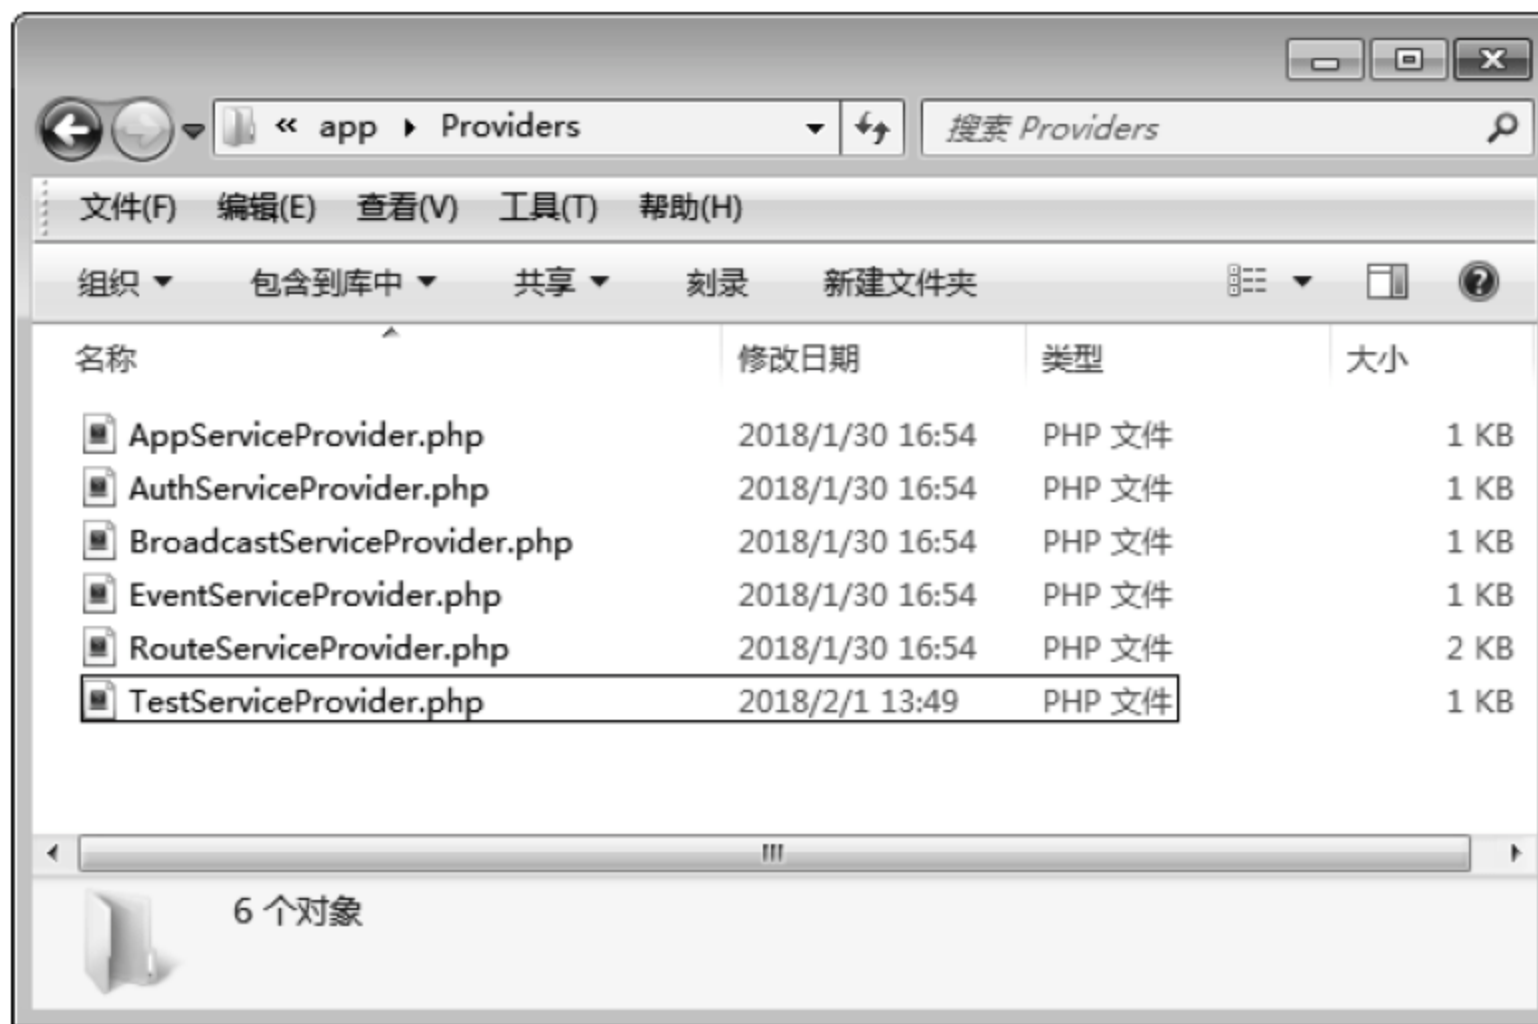 « app Providers
搜索 Providers
文件(F) 编辑(E) 查看(V) 工具(T) 帮助(H)
组织 包含到库中 共享 刻录 新建文件夹
名称 修改日期 类型 大小
AppServiceProvider.php 2018/1/30 16:54 PHP 文件 1 KB
AuthServiceProvider.php 2018/1/30 16:54 PHP 文件 1 KB
BroadcastServiceProvider.php 2018/1/30 16:54 PHP 文件 1 KB
EventServiceProvider.php 2018/1/30 16:54 PHP 文件 1 KB
RouteServiceProvider.php 2018/1/30 16:54 PHP 文件 2 KB
TestServiceProvider.php 2018/2/1 13:49 PHP 文件 1 KB
6 个对象